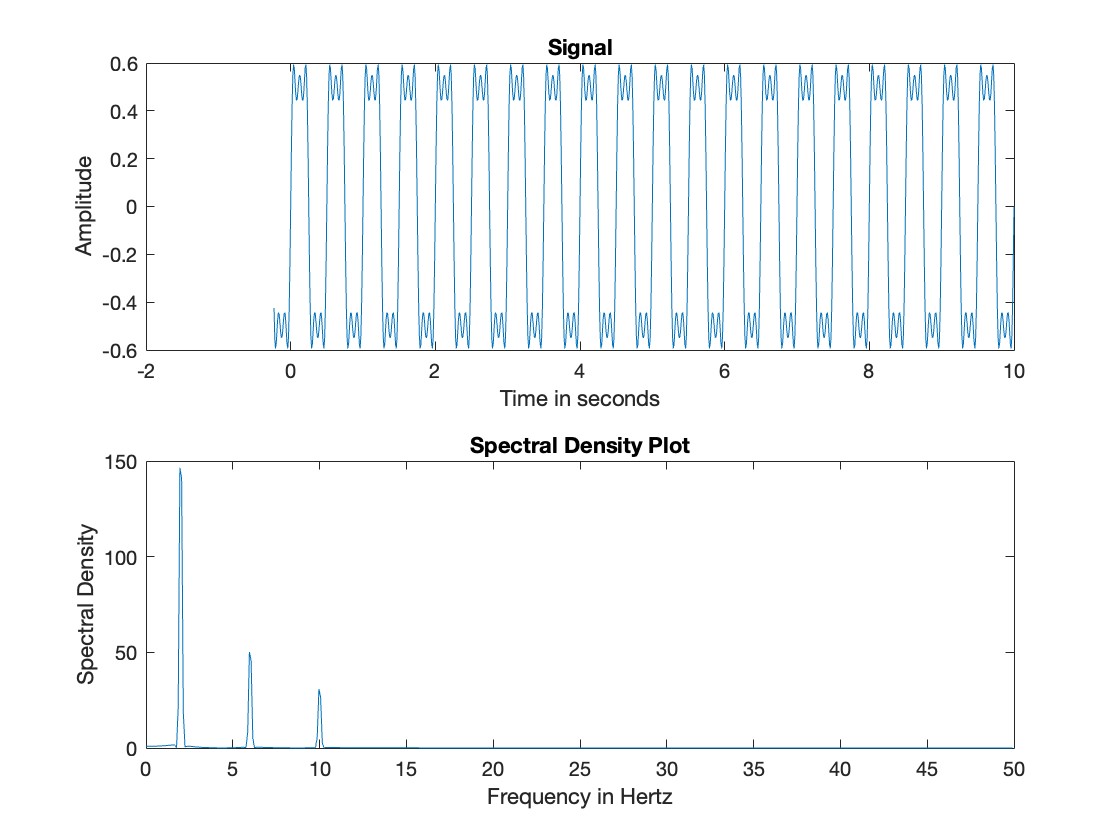 Signal
0.6
0.4
0.2
0
-0.2
-0.4
-0.6
Amplitude
-2 0 2 4 6 8 10
Time in seconds
Spectral Density Plot
150
100
50
0
Spectral Density
0 5 10 15 20 25 30 35 40 45 50
Frequency in Hertz